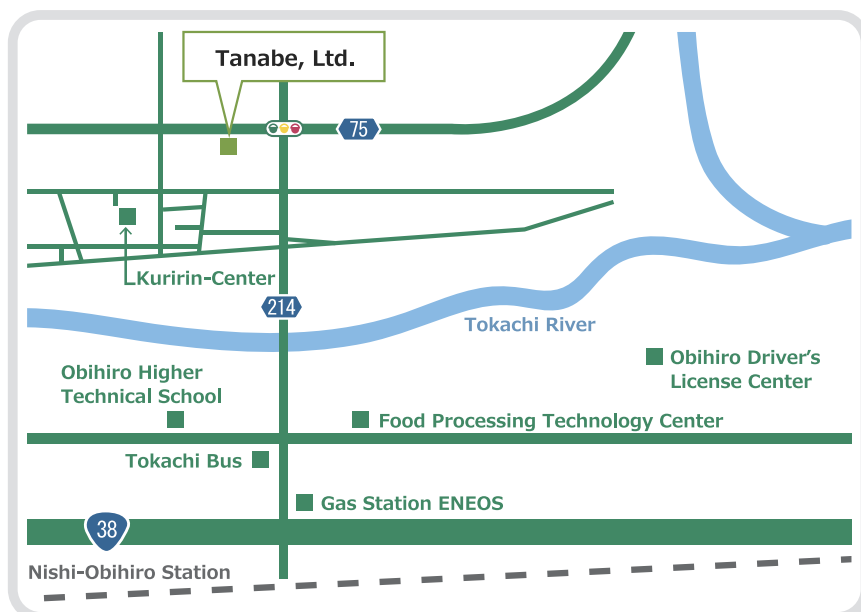 Tanabe, Ltd.
75
Kuririn-Center
214
Tokachi River
Obihiro Driver’s
License Center
Obihiro Higher
Technical School
Food Processing Technology Center
Tokachi Bus
Gas Station ENEOS
38
Nishi-Obihiro Station